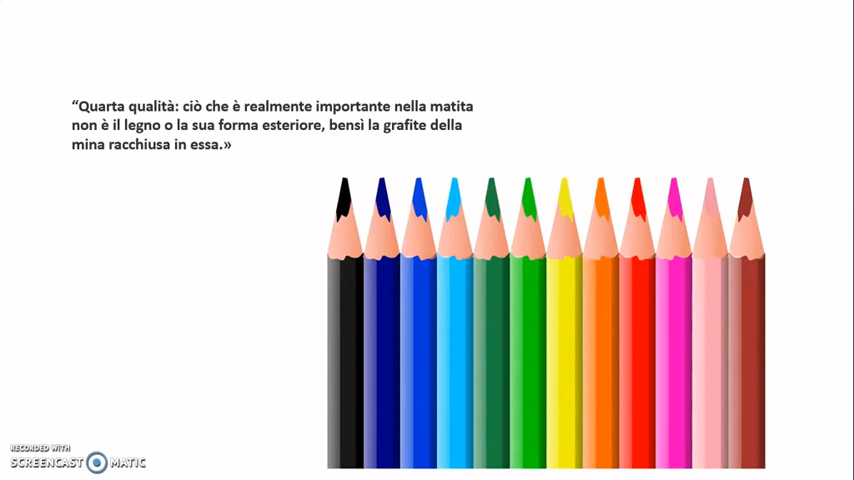 “Quarta qualità: ciò che è realmente importante nella matita
non è il legno o la sua forma esteriore, bensì la grafite della
mina racchiusa in essa.»
RECORDED WITH
SCREENCAST MATIC